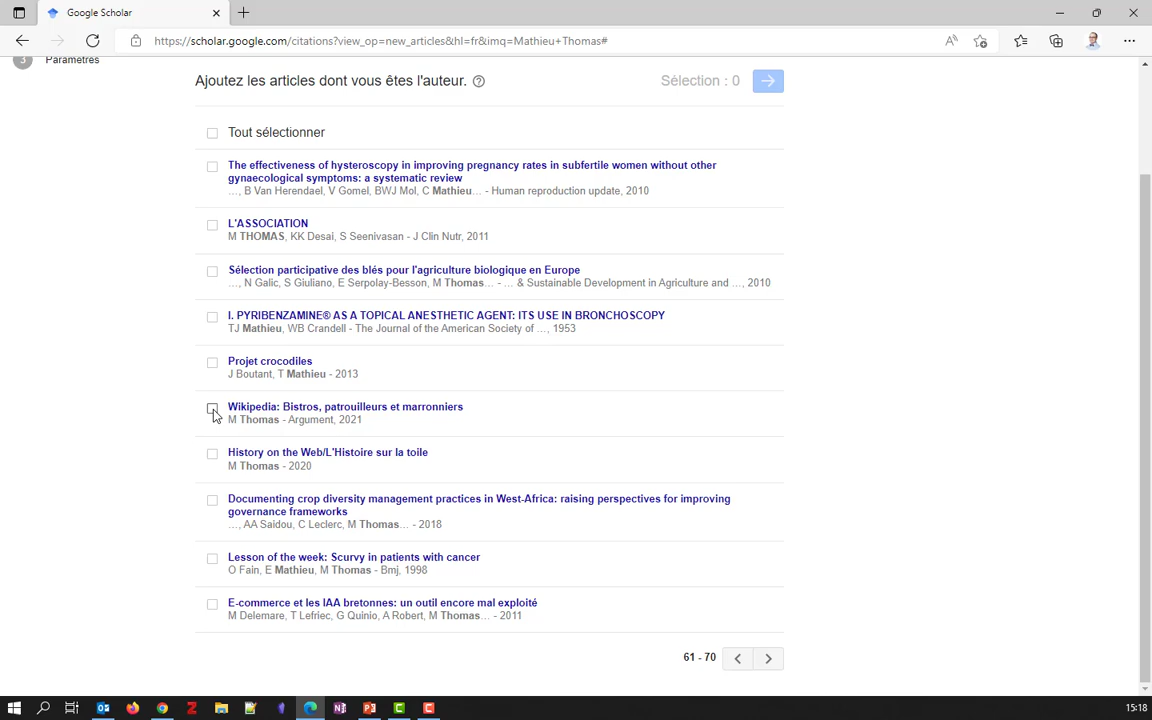 Google Scholar
https://scholar.google.com/citations?view_op=new_articles&hl=fr&imq=Mathieu+Thomas#
3 Paramètres
Ajoutez les articles dont vous êtes l'auteur. ?
Sélection : 0
Tout sélectionner
The effectiveness of hysteroscopy in improving pregnancy rates in subfertile women without other
gynaecological symptoms: a systematic review
..., B Van Herendael, V Gomel, BWJ Mol, C Mathieu... - Human reproduction update, 2010
L'ASSOCIATION
M THOMAS, KK Desai, S Seenivasan - J Clin Nutr, 2011
Sélection participative des blés pour l'agriculture biologique en Europe
..., N Galic, S Giuliano, E Serpolay-Besson, M Thomas... - ... & Sustainable Development in Agriculture and ..., 2010
I. PYRIBENZAMINE® AS A TOPICAL ANESTHETIC AGENT: ITS USE IN BRONCHOSCOPY
TJ Mathieu, WB Crandell - The Journal of the American Society of ..., 1953
Projet crocodiles
J Boutant, T Mathieu - 2013
Wikipedia: Bistros, patrouilleurs et marronniers
M Thomas - Argument, 2021
History on the Web/L'Histoire sur la toile
M Thomas - 2020
Documenting crop diversity management practices in West-Africa: raising perspectives for improving
governance frameworks
..., AA Saidou, C Leclerc, M Thomas... - 2018
Lesson of the week: Scurvy in patients with cancer
O Fain, E Mathieu, M Thomas - Bmj, 1998
E-commerce et les IAA bretonnes: un outil encore mal exploité
M Delemare, T Lefriec, G Quinio, A Robert, M Thomas... - 2011
61 - 70
15:18